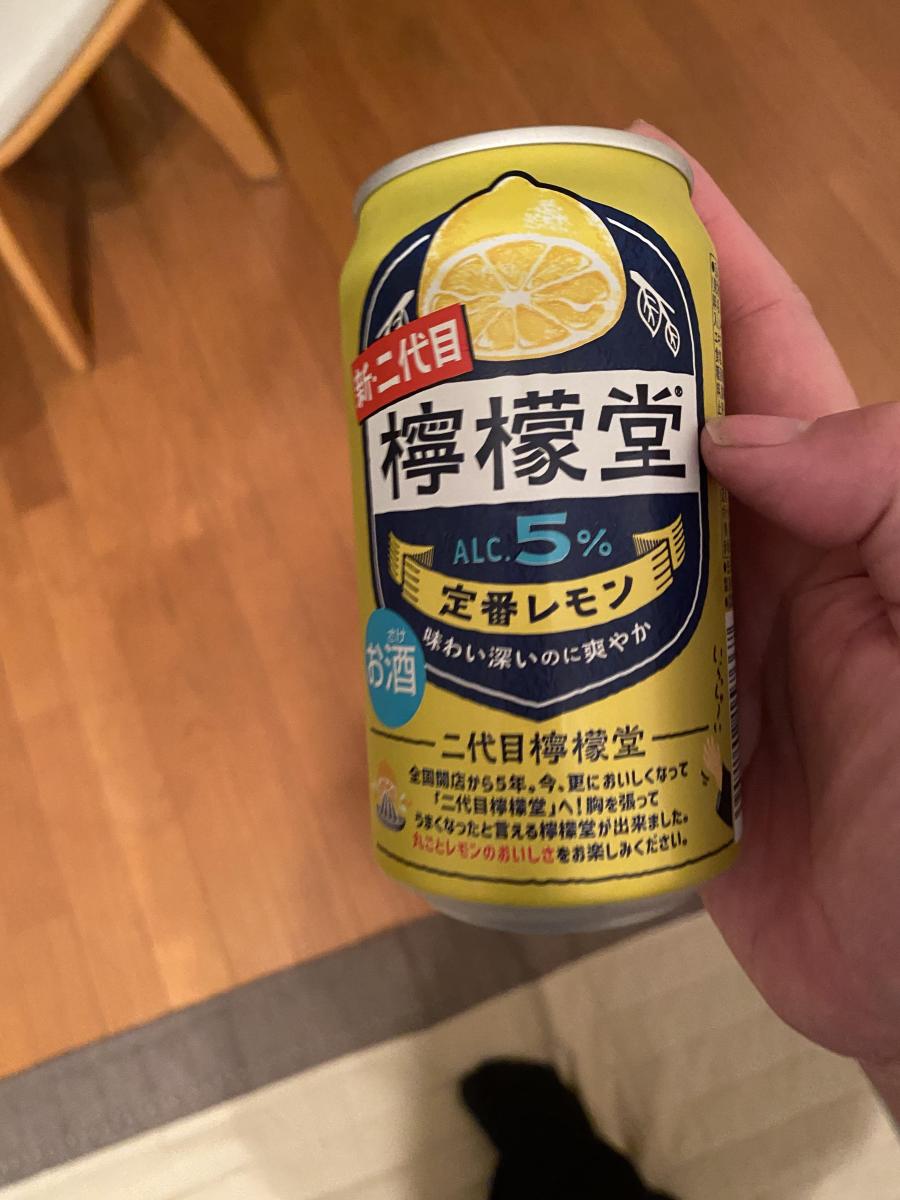 新・二代目
檸檬堂
ALC.5%
定番レモン
味わい深いのに爽やか
さけ
お酒
二代目檸檬堂
全国開店から5年。今、更においしくなって
「二代目檸檬堂」へ!胸を張って
うまくなったと言える檸檬堂が出来ました。
丸ごとレモンのおいしさをお楽しみください。